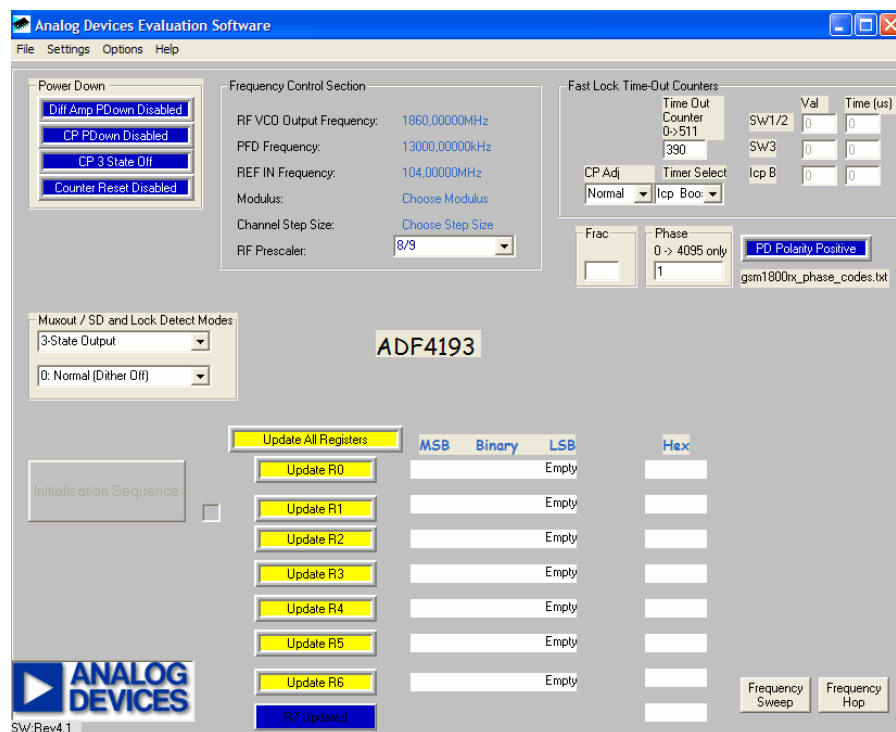 Analog Devices Evaluation Software
File Settings Options Help
Power Down
Diff Amp PDown Disabled
CP PDown Disabled
CP 3 State Off
Counter Reset Disabled
Frequency Control Section
RF VCO Output Frequency: 1860,00000MHz
PFD Frequency: 13000,00000kHz
REF IN Frequency: 104,00000MHz
Modulus: Choose Modulus
Channel Step Size: Choose Step Size
RF Prescaler: 8/9
Fast Lock Time-Out Counters
Time Out
Counter
0->511
390
CP Adj Timer Select
Normal Icp Boo
Val Time (us)
SW1/2 0 0
SW3 0 0
Icp B 0 0
Frac
Phase
0 -> 4095 only
1
PD Polarity Positive
gsm1800rx_phase_codes.txt
Muxout / SD and Lock Detect Modes
3-State Output
0: Normal (Dither Off)
ADF4193
Update All Registers
MSB Binary LSB Hex
Initialisation Sequence
Update R0 Empty
Update R1 Empty
Update R2 Empty
Update R3 Empty
Update R4 Empty
Update R5 Empty
Update R6 Empty
R7 Updated
ANALOG
DEVICES
SW:Rev4.1
Frequency
Sweep
Frequency
Hop